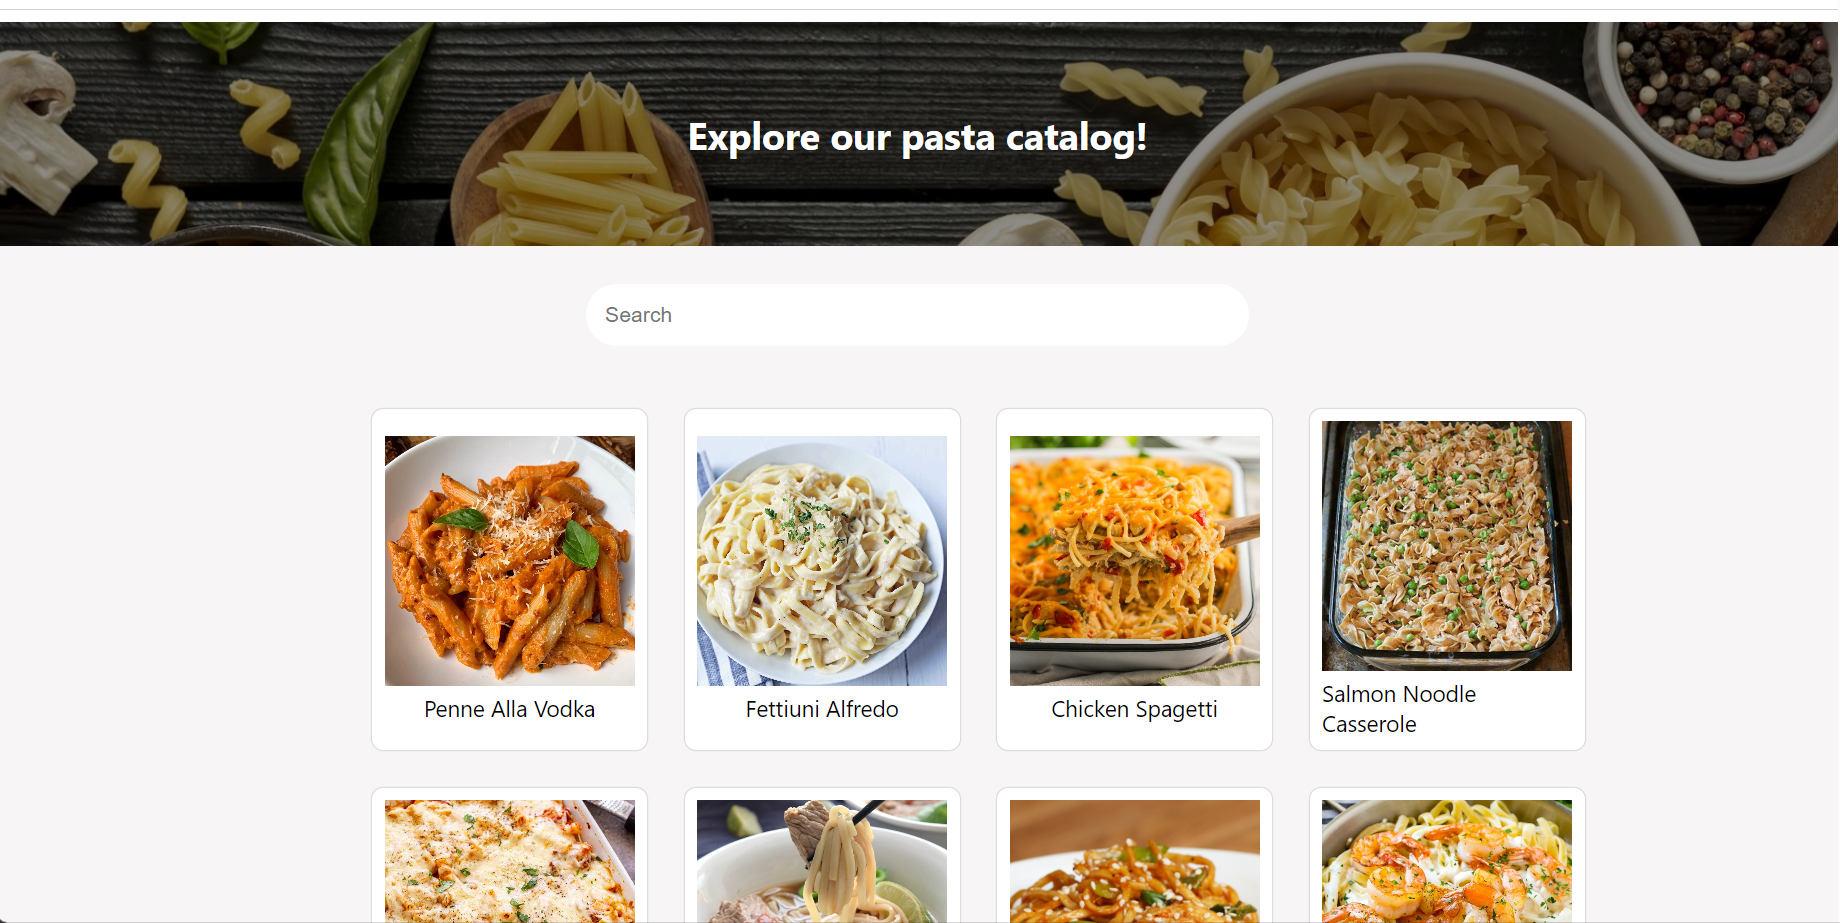 Explore our pasta catalog!
Search
Penne Alla Vodka
Fettiuni Alfredo
Chicken Spagetti
Salmon Noodle
Casserole